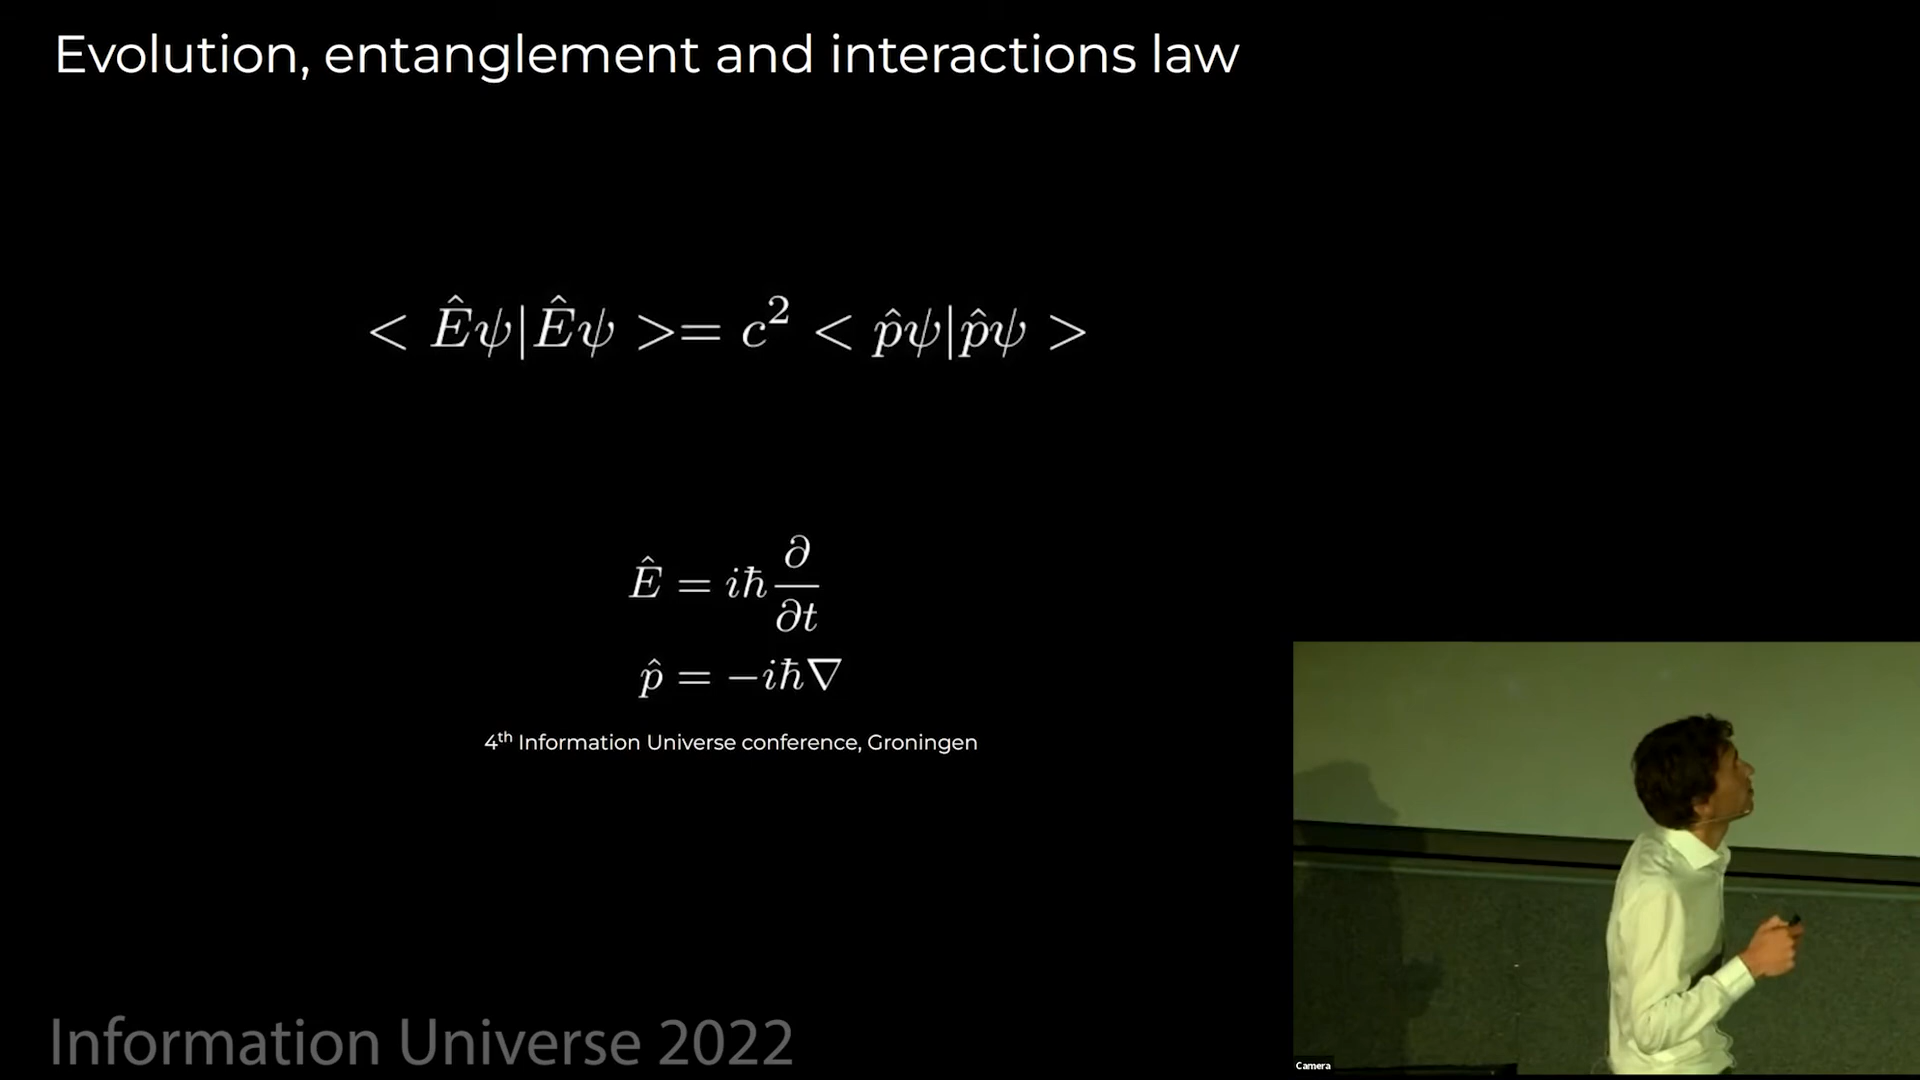 Evolution, entanglement and interactions law
< Êψ|Êψ >= c² < p̂ψ|p̂ψ >
Ê = iħ ∂/∂t
p̂ = −iħ∇
4th Information Universe conference, Groningen
Information Universe 2022
Camera